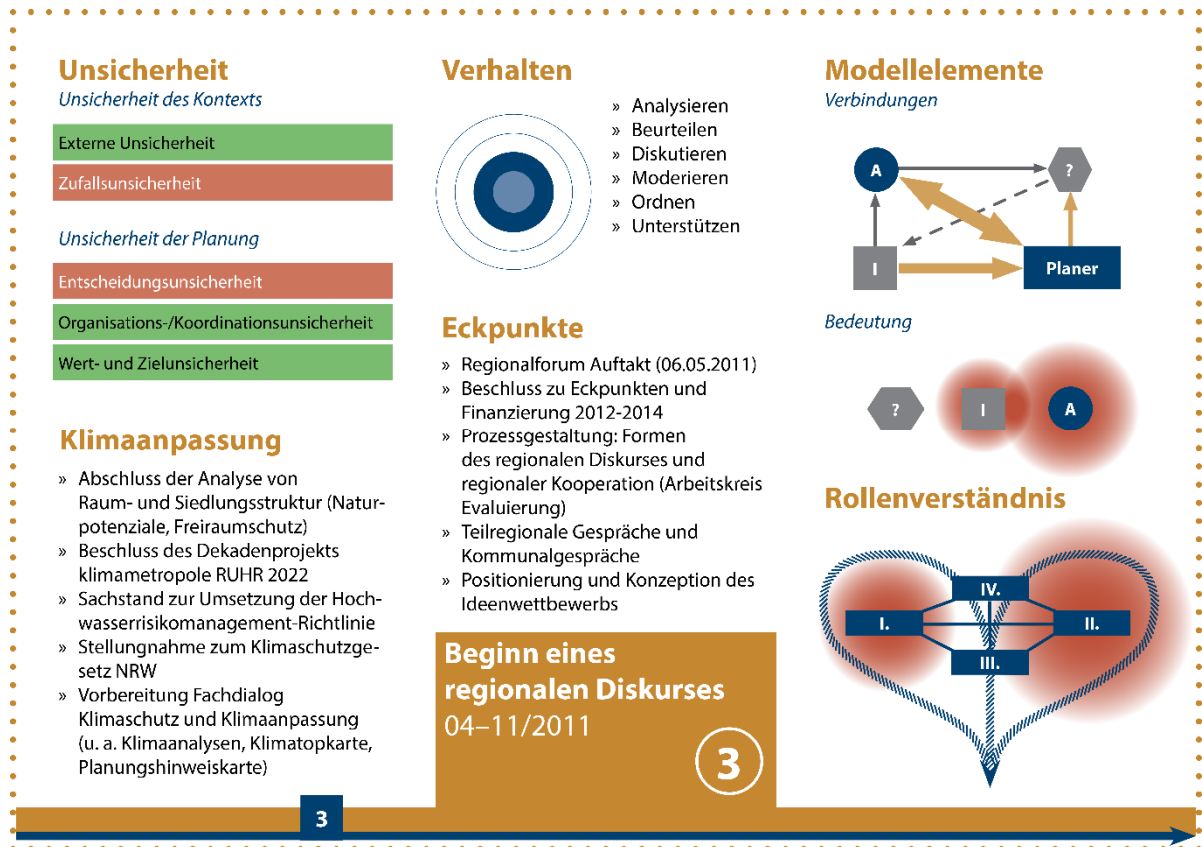 Unsicherheit
Unsicherheit des Kontexts
Externe Unsicherheit
Zufallsunsicherheit
Unsicherheit der Planung
Entscheidungsunsicherheit
Organisations-/Koordinationsunsicherheit
Wert- und Zielunsicherheit
Klimaanpassung
» Abschluss der Analyse von
Raum- und Siedlungsstruktur (Natur-
potenziale, Freiraumschutz)
» Beschluss des Dekadenprojekts
klimametropole RUHR 2022
» Sachstand zur Umsetzung der Hoch-
wasserrisikomanagement-Richtlinie
» Stellungnahme zum Klimaschutzge-
setz NRW
» Vorbereitung Fachdialog
Klimaschutz und Klimaanpassung
(u. a. Klimaanalysen, Klimatopkarte,
Planungshinweiskarte)
Verhalten
» Analysieren
» Beurteilen
» Diskutieren
» Moderieren
» Ordnen
» Unterstützen
Eckpunkte
» Regionalforum Auftakt (06.05.2011)
» Beschluss zu Eckpunkten und
Finanzierung 2012-2014
» Prozessgestaltung: Formen
des regionalen Diskurses und
regionaler Kooperation (Arbeitskreis
Evaluierung)
» Teilregionale Gespräche und
Kommunalgespräche
» Positionierung und Konzeption des
Ideenwettbewerbs
Beginn eines
regionalen Diskurses
04–11/2011
3
Modellelemente
Verbindungen
A
?
I
Planer
Bedeutung
?
I
A
Rollenverständnis
IV.
I.
II.
III.
3